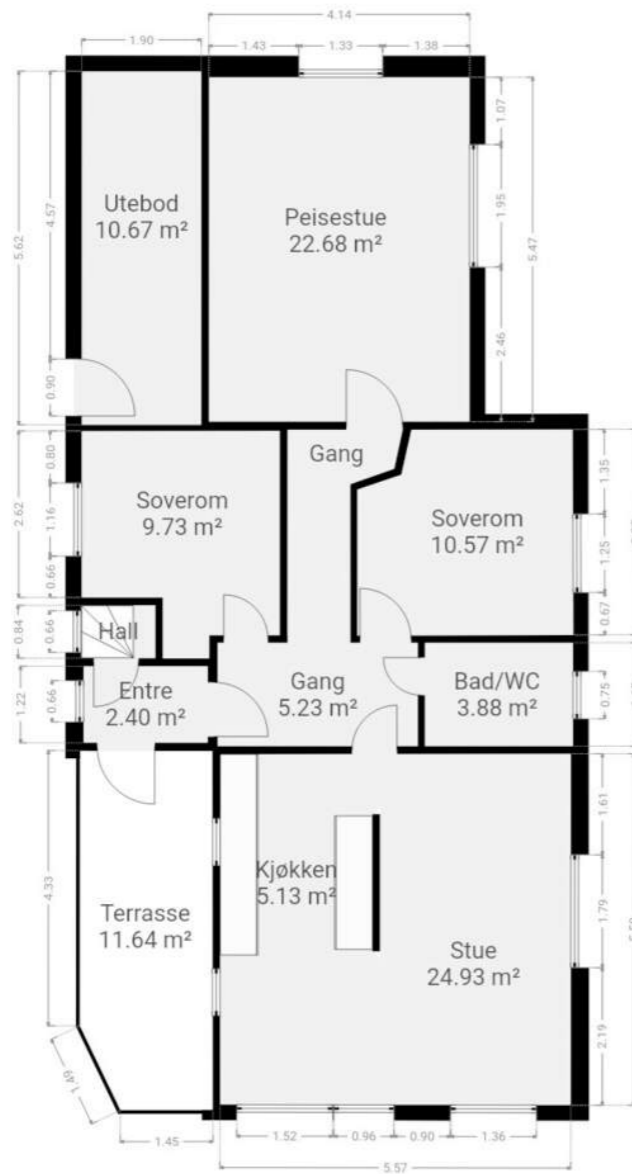 4.14
1.90
1.43
1.33
1.38
1.07
4.57
Utebod
10.67 m²
Peisestue
22.68 m²
1.95
5.62
5.47
2.46
0.90
0.80
Gang
1.35
2.62
1.16
Soverom
9.73 m²
Soverom
10.57 m²
1.25
0.66
0.67
0.84
0.66
Hall
1.22
0.66
Entre
2.40 m²
Gang
5.23 m²
Bad/WC
3.88 m²
0.75
1.61
4.33
Kjøkken
5.13 m²
1.79
Terrasse
11.64 m²
Stue
24.93 m²
2.19
1.49
1.45
1.52
0.96
0.90
1.36
5.57